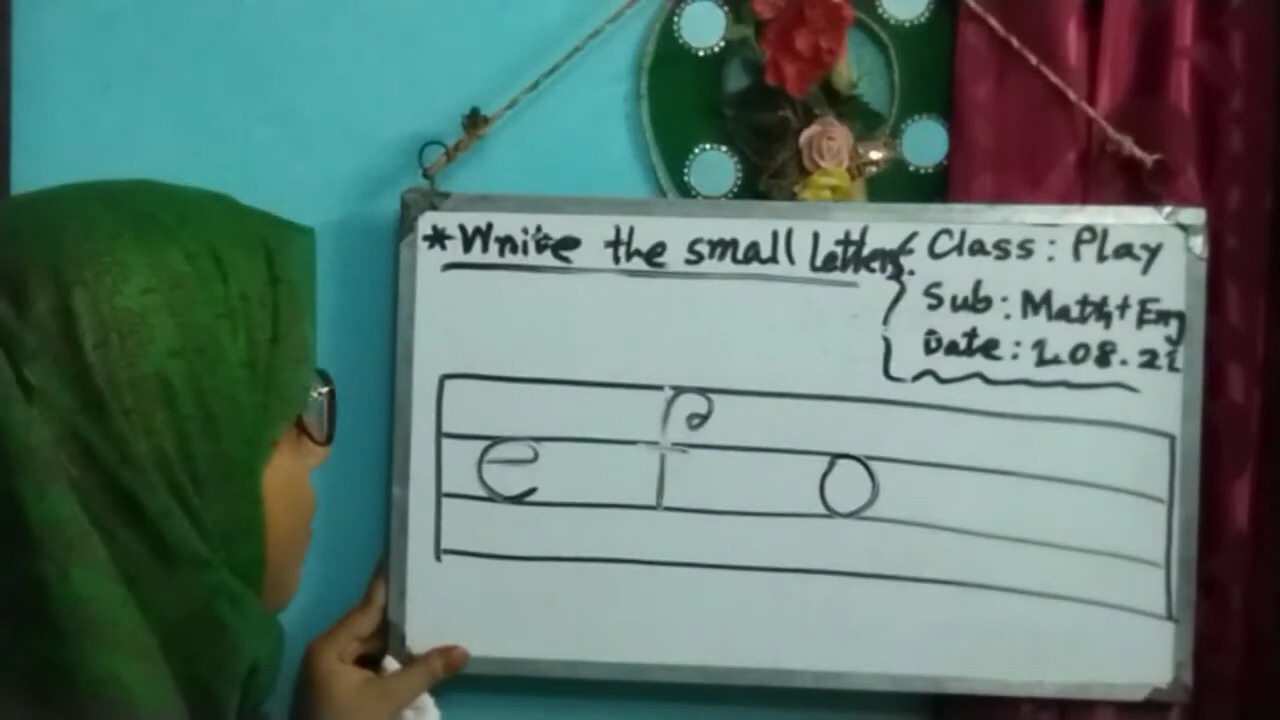 *Write the small letters.
Class: Play
Sub: Math + Eng
Date: 1.08.21
e f o